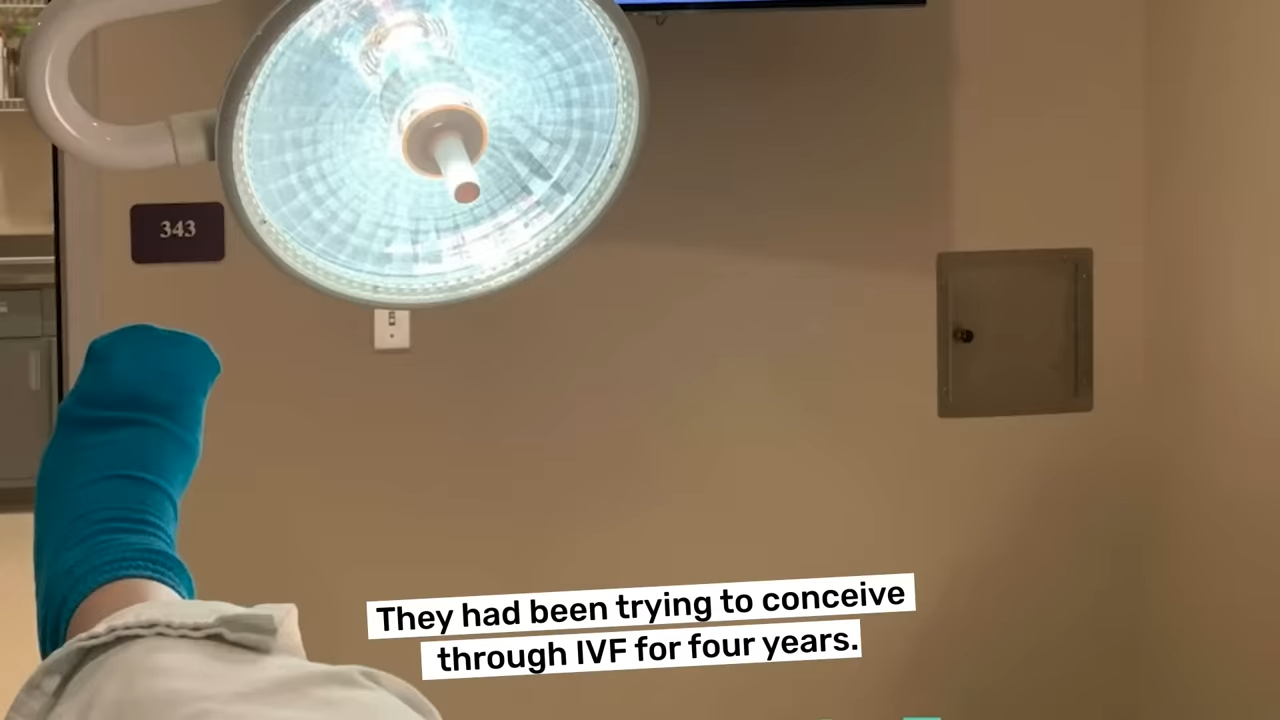 343
They had been trying to conceive
through IVF for four years.